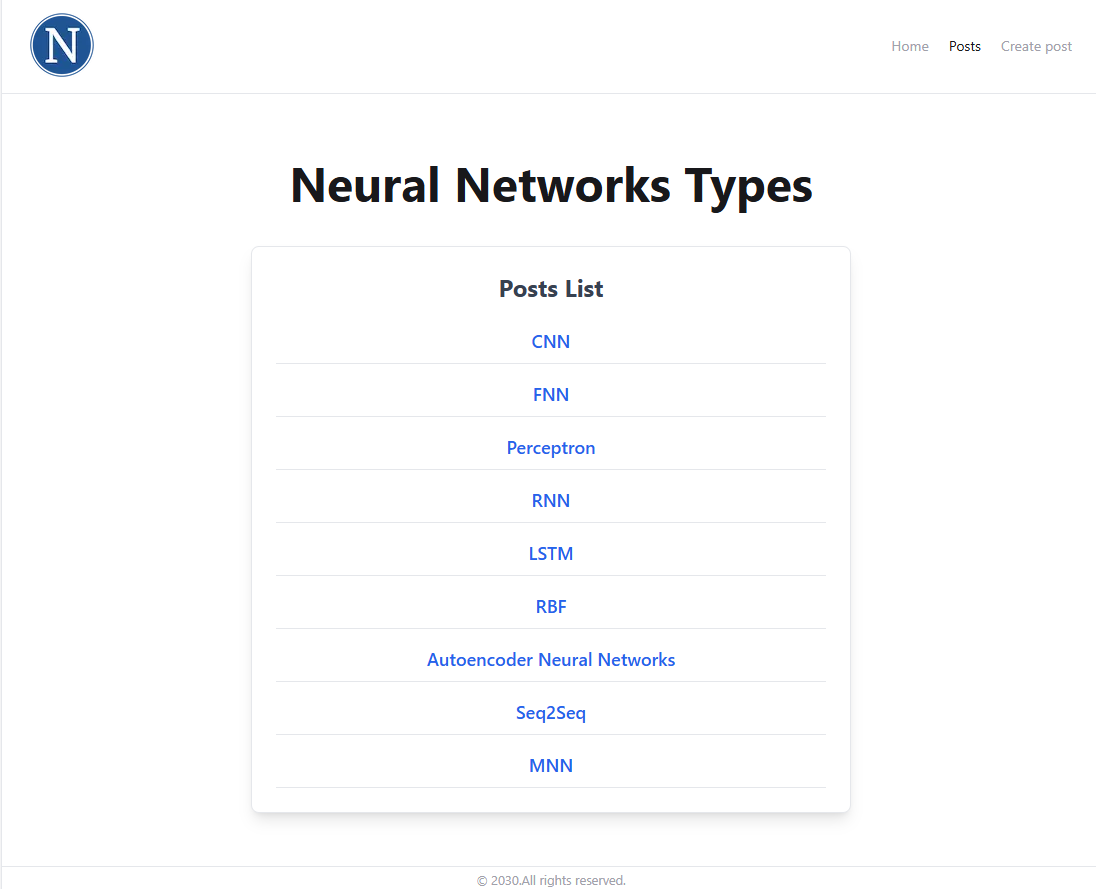 N
Home Posts Create post
Neural Networks Types
Posts List
CNN
FNN
Perceptron
RNN
LSTM
RBF
Autoencoder Neural Networks
Seq2Seq
MNN
© 2030.All rights reserved.